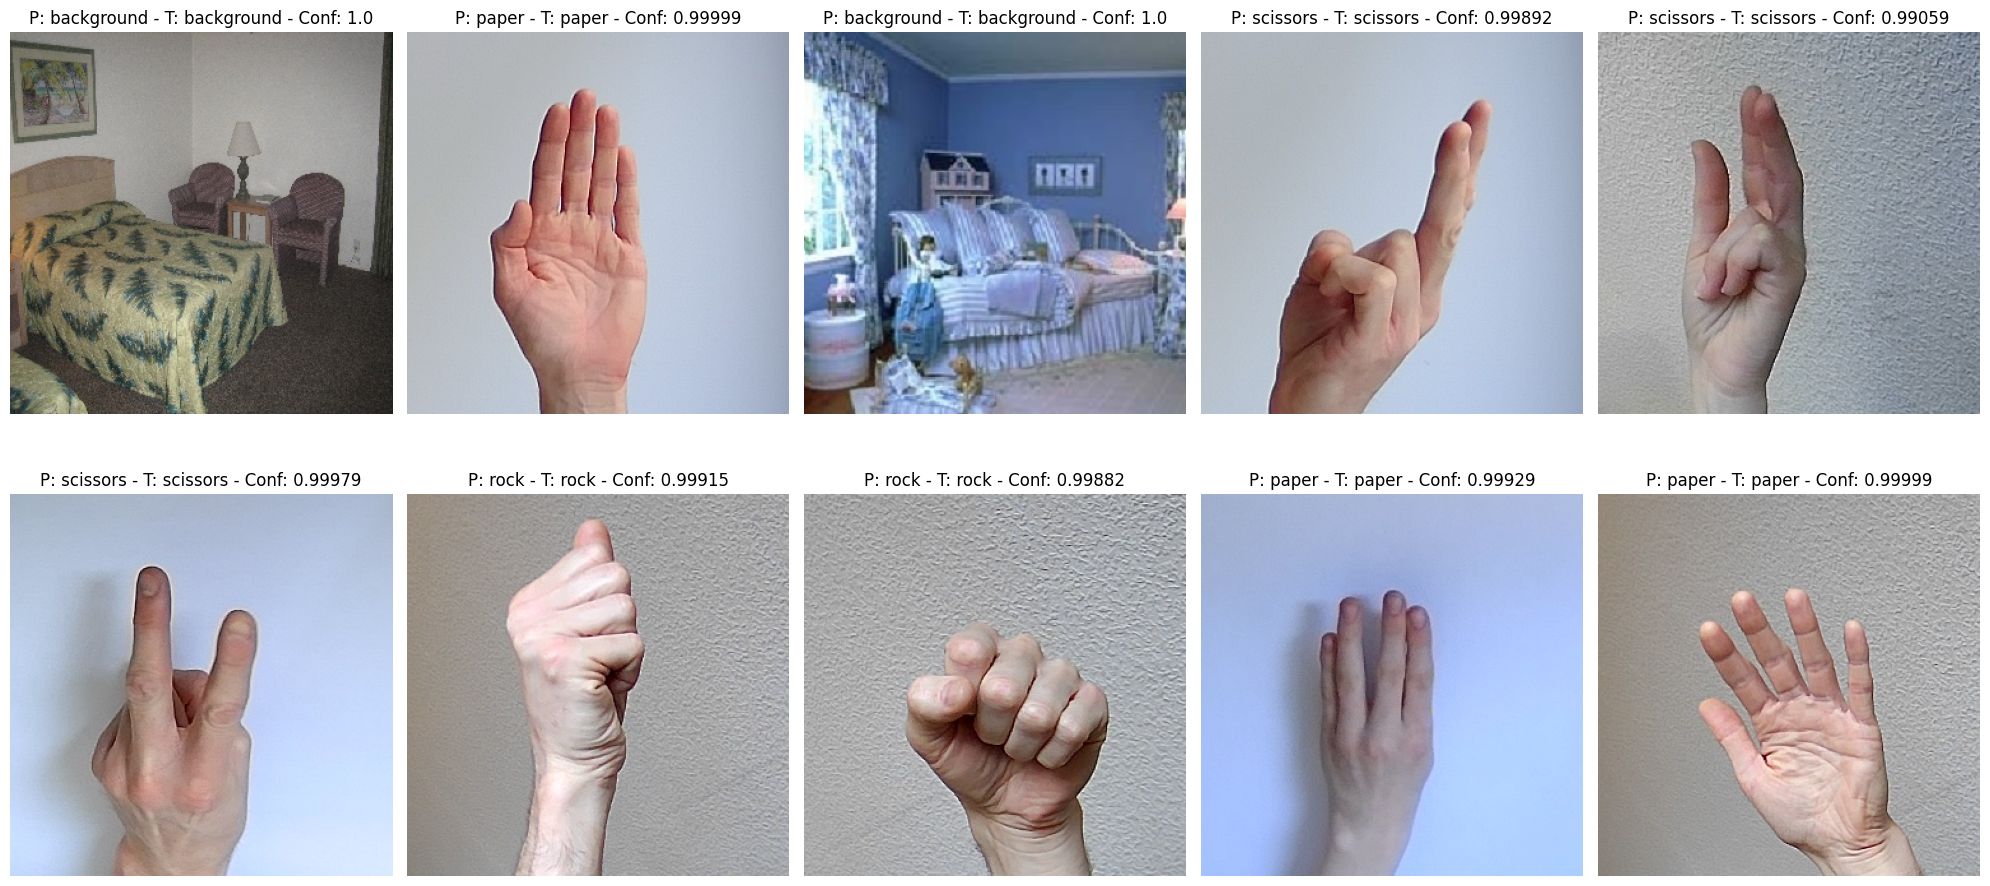 P: background - T: background - Conf: 1.0
P: paper - T: paper - Conf: 0.99999
P: background - T: background - Conf: 1.0
P: scissors - T: scissors - Conf: 0.99892
P: scissors - T: scissors - Conf: 0.99059
P: scissors - T: scissors - Conf: 0.99979
P: rock - T: rock - Conf: 0.99915
P: rock - T: rock - Conf: 0.99882
P: paper - T: paper - Conf: 0.99929
P: paper - T: paper - Conf: 0.99999